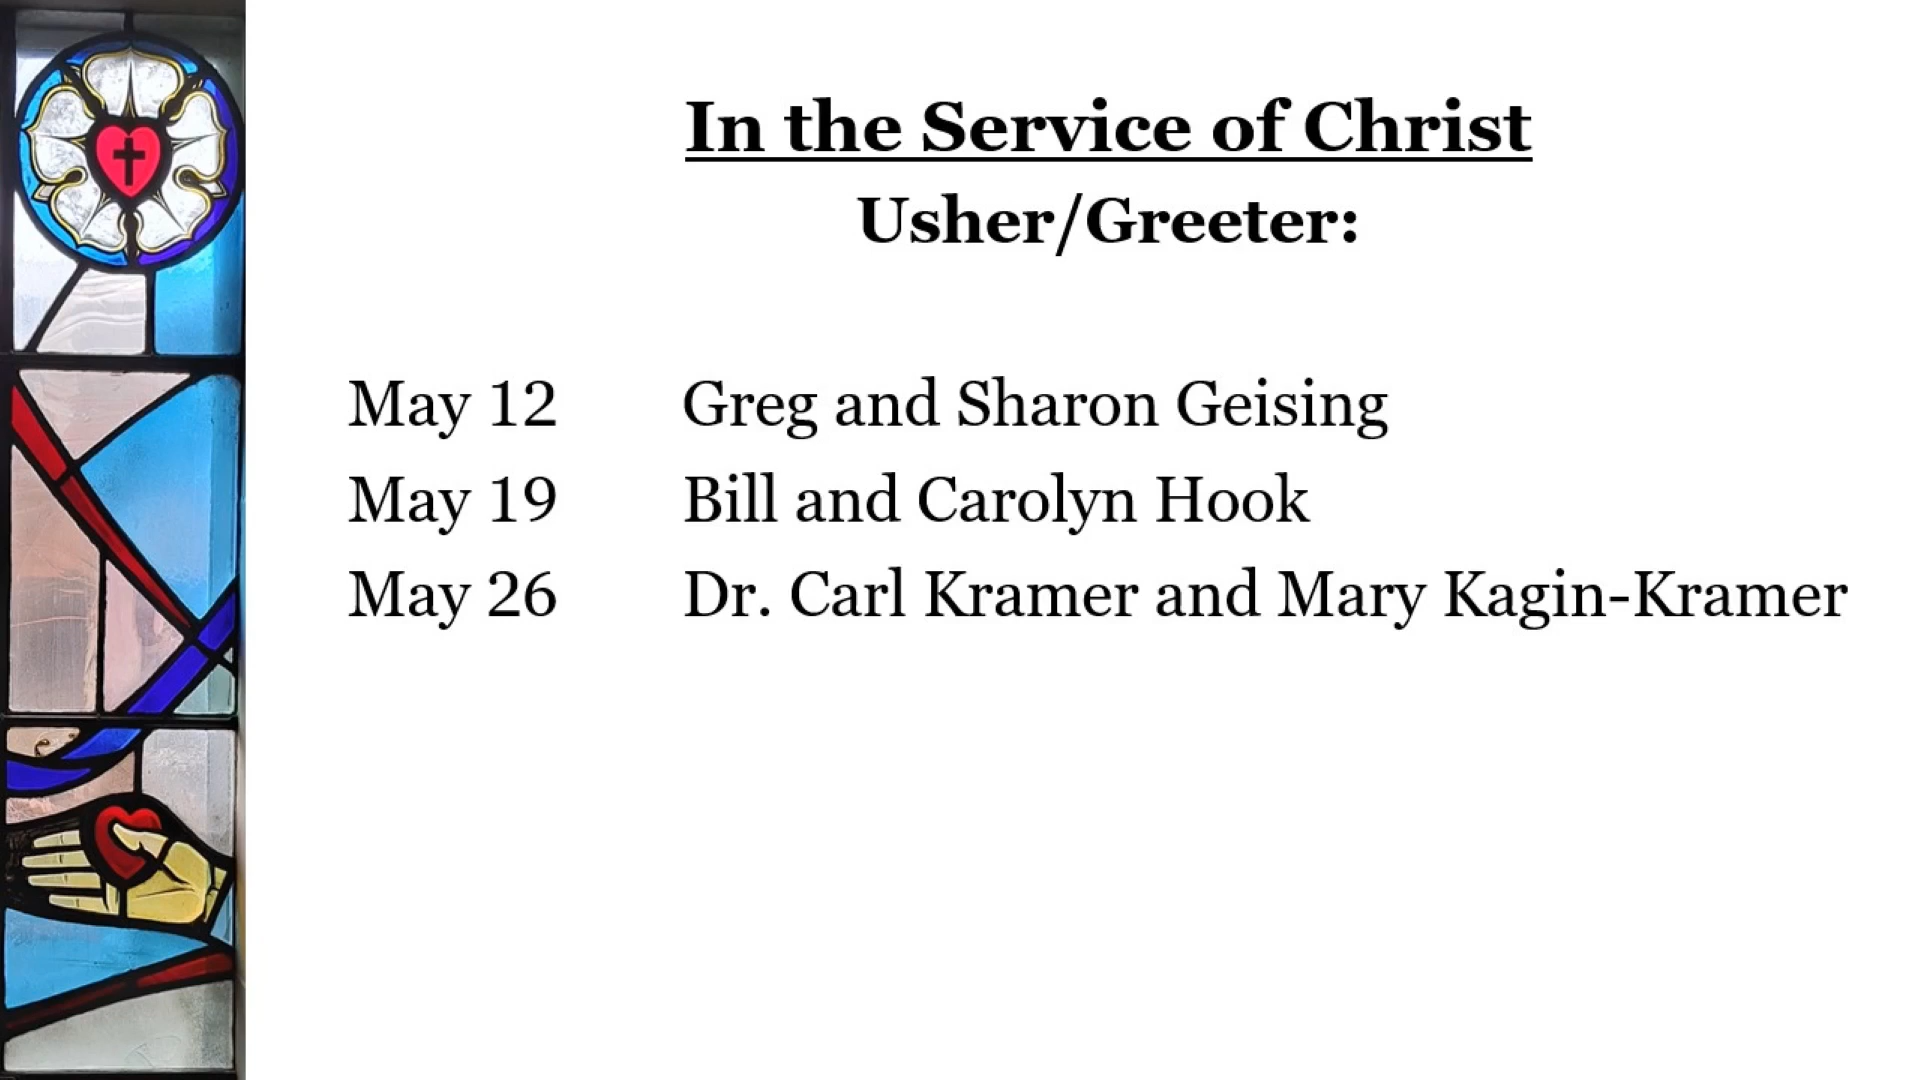 In the Service of Christ
Usher/Greeter:
May 12 Greg and Sharon Geising
May 19 Bill and Carolyn Hook
May 26 Dr. Carl Kramer and Mary Kagin-Kramer